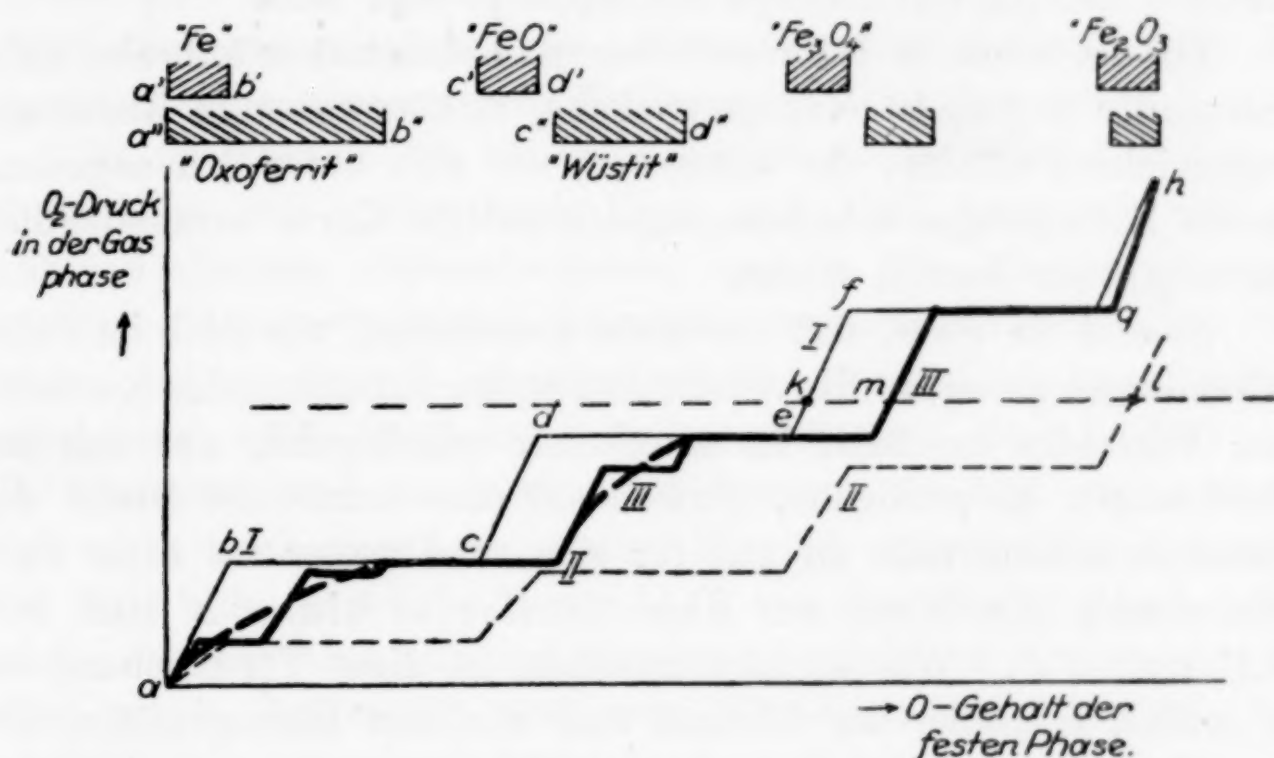 "Fe" "FeO" "Fe₃O₄" "Fe₂O₃
a' b' c' d'
a" b" c" d"
"Oxoferrit" "Wüstit"
O₂-Druck
in der Gas
phase
h
f
q
I
k m III l
e
d
III II
b I c II
a
→ O-Gehalt der
festen Phase.